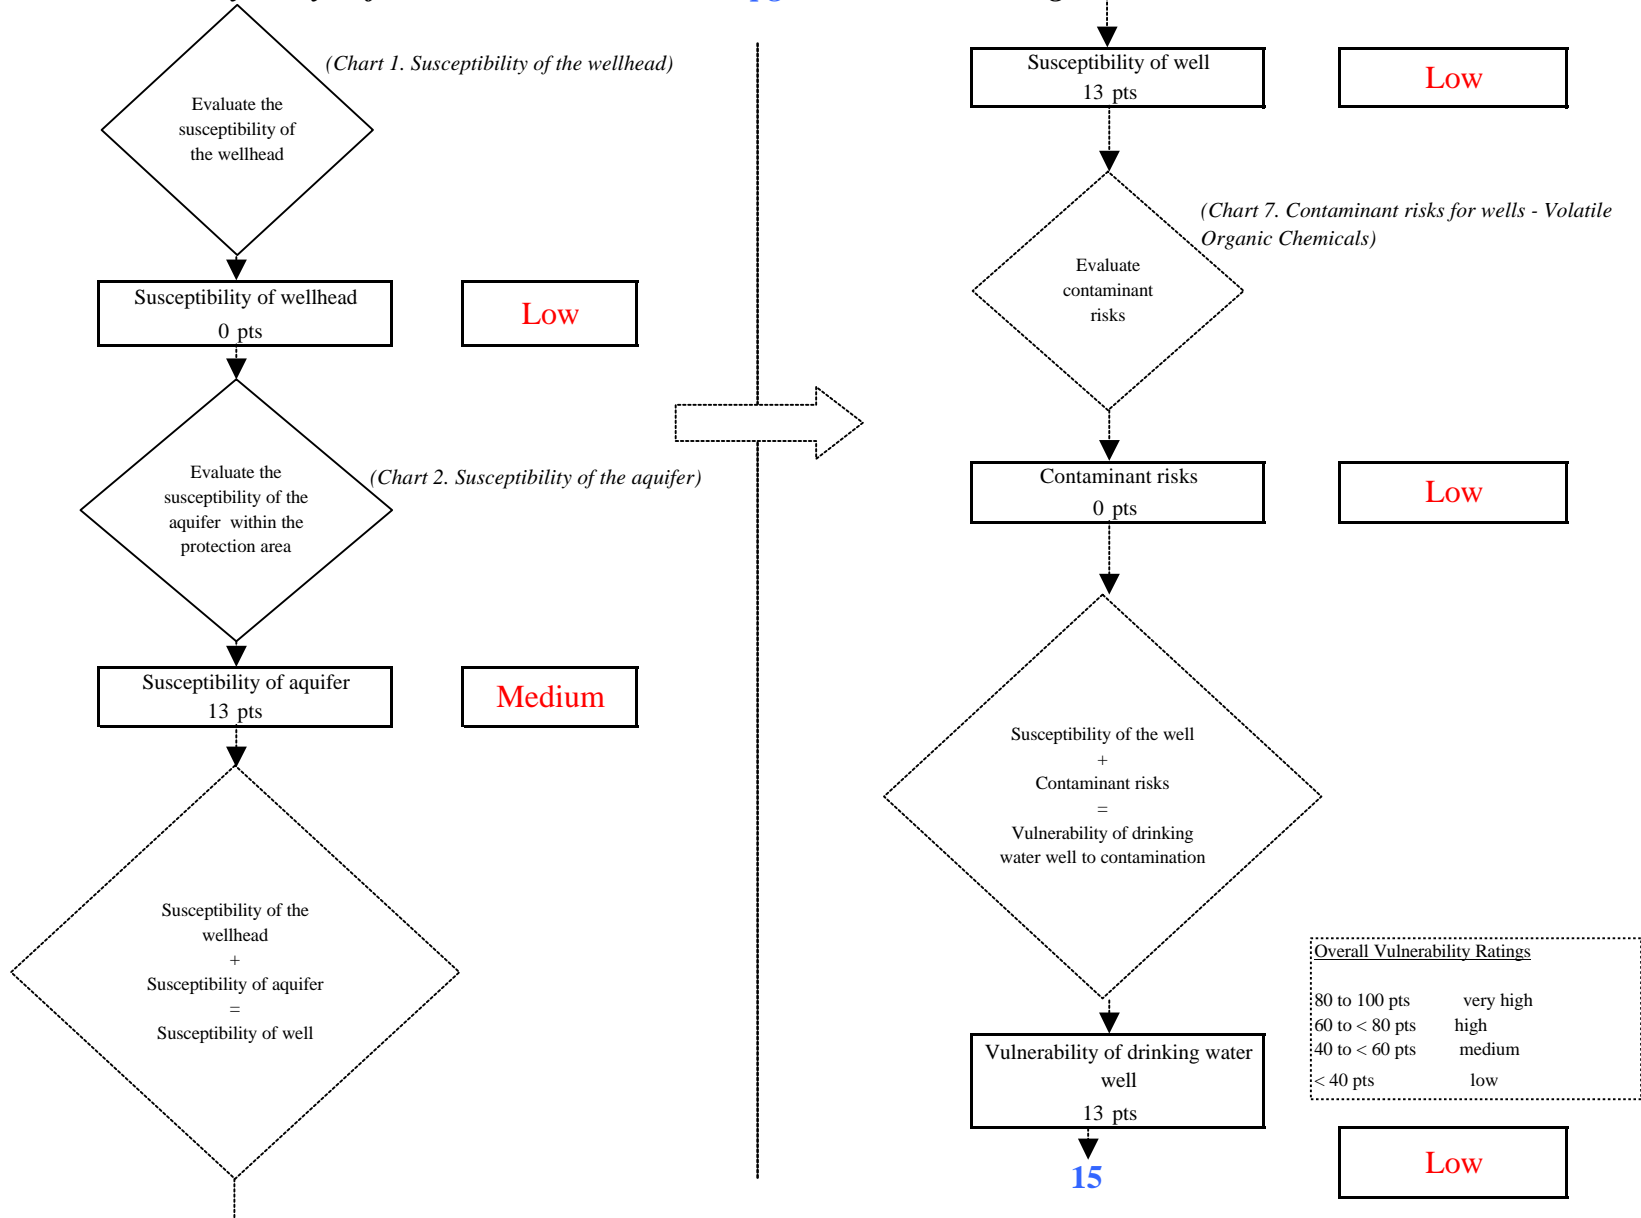 (Chart 1. Susceptibility of the wellhead)
Evaluate the
susceptibility of
the wellhead
Susceptibility of wellhead
0 pts
Low
Evaluate the
susceptibility of the
aquifer within the
protection area
(Chart 2. Susceptibility of the aquifer)
Susceptibility of aquifer
13 pts
Medium
Susceptibility of the
wellhead
+
Susceptibility of aquifer
=
Susceptibility of well
Susceptibility of well
13 pts
Low
(Chart 7. Contaminant risks for wells - Volatile
Organic Chemicals)
Evaluate
contaminant
risks
Contaminant risks
0 pts
Low
Susceptibility of the well
+
Contaminant risks
=
Vulnerability of drinking
water well to contamination
Overall Vulnerability Ratings
80 to 100 pts very high
60 to < 80 pts high
40 to < 60 pts medium
< 40 pts low
Vulnerability of drinking water
well
13 pts
15
Low